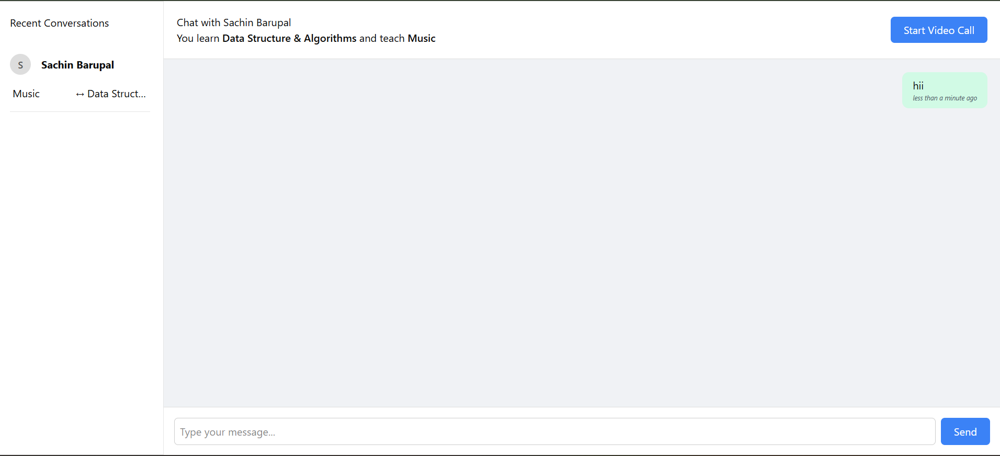 Recent Conversations
S
Sachin Barupal
Music ↔ Data Struct...
Chat with Sachin Barupal
You learn Data Structure & Algorithms and teach Music
Start Video Call
hii
less than a minute ago
Type your message...
Send